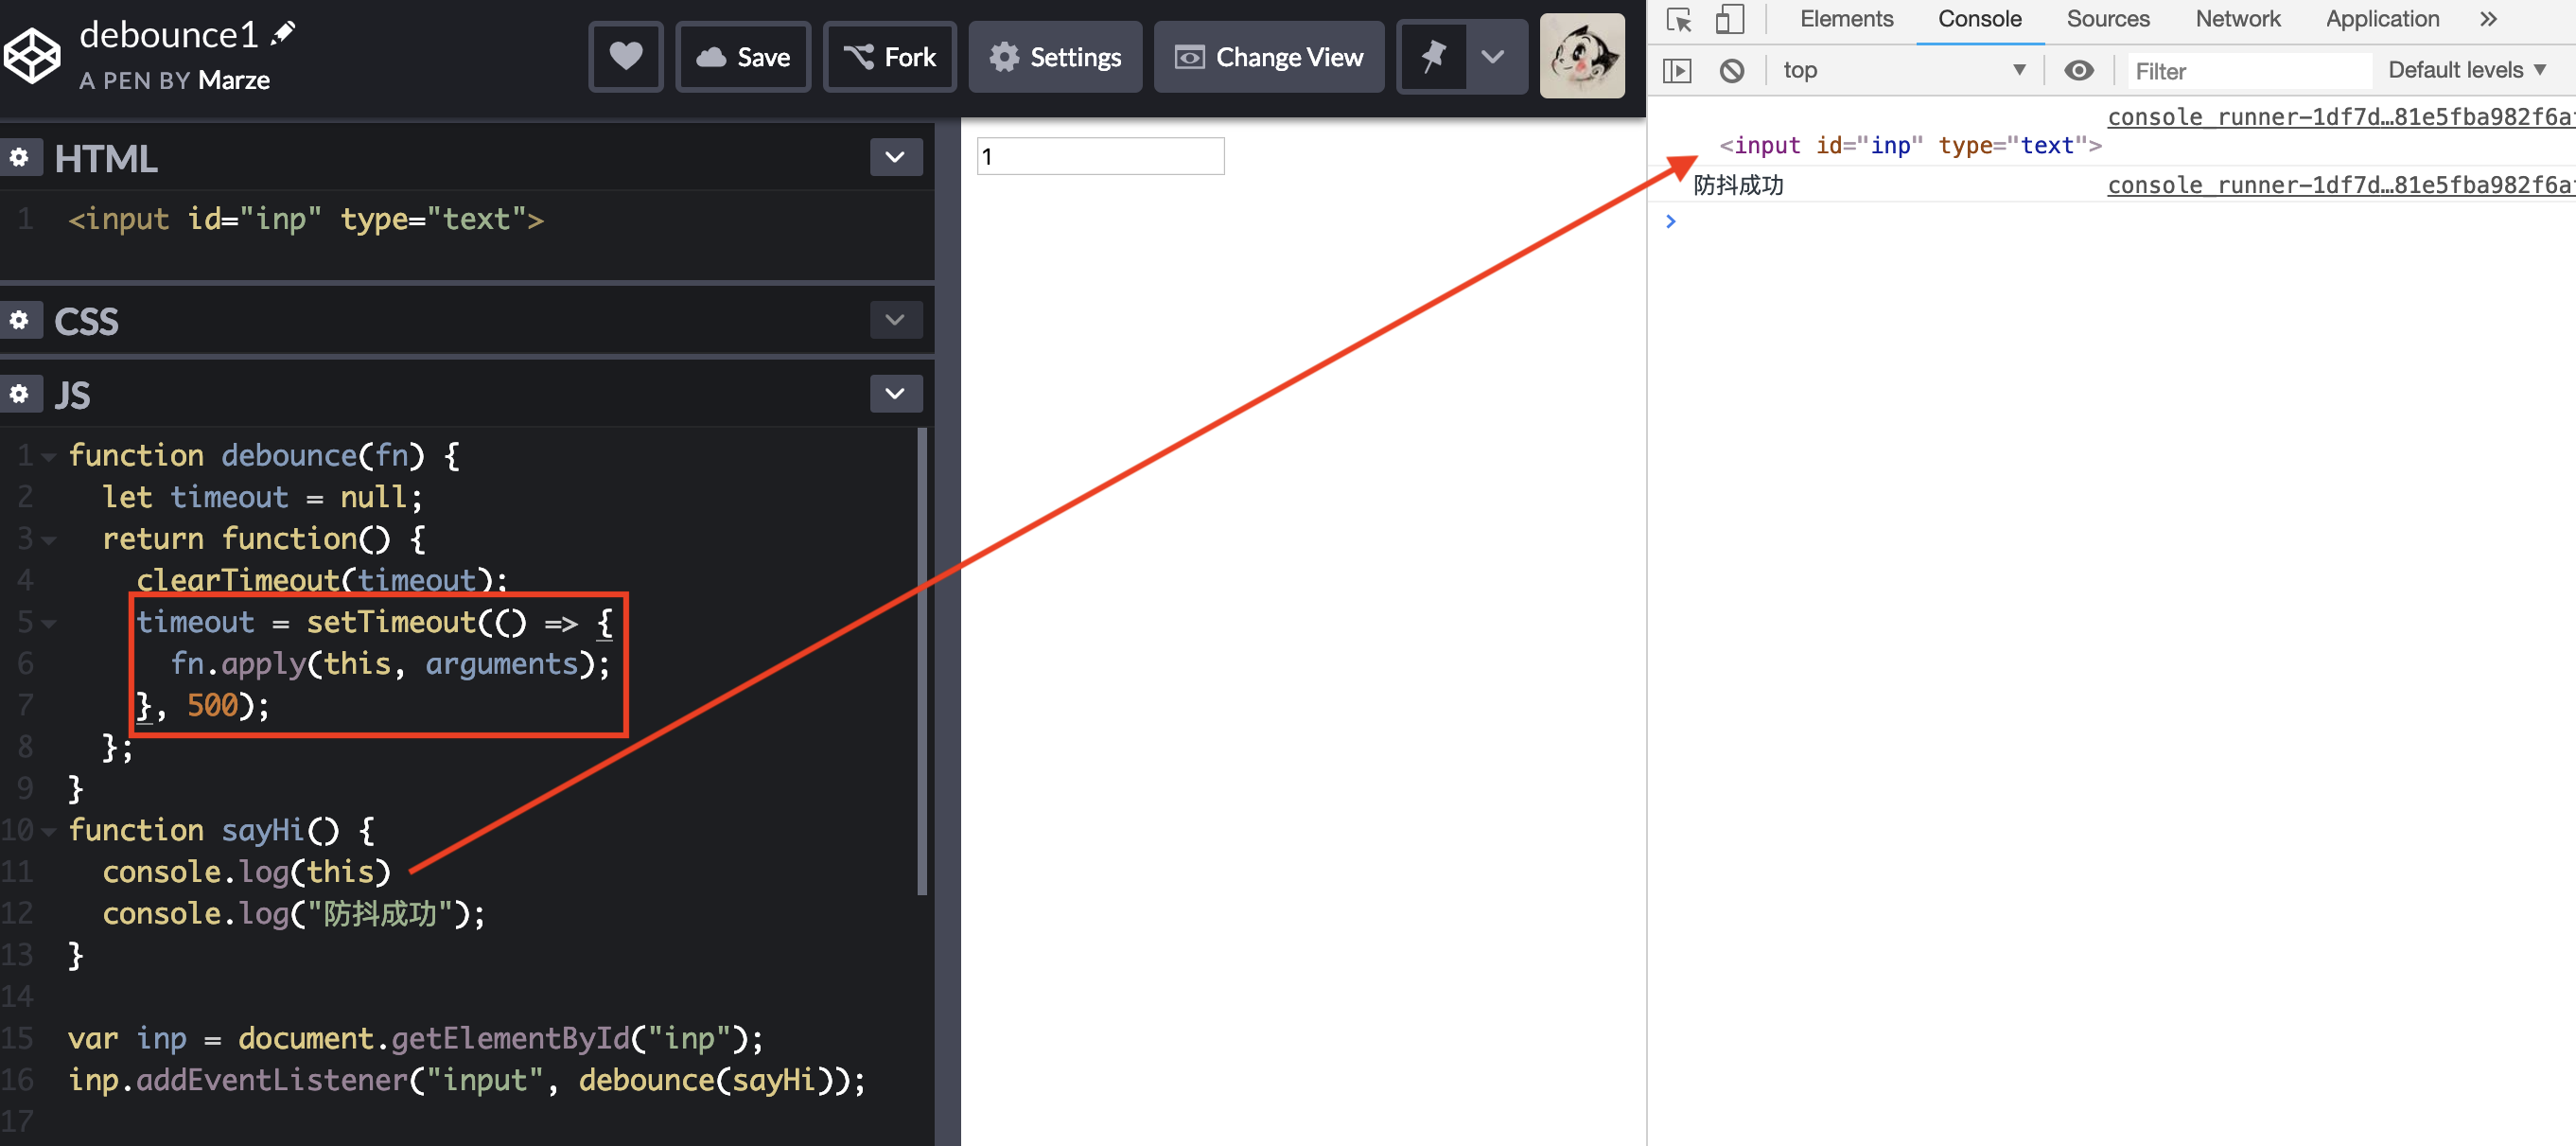 debounce1
A PEN BY Marze
Save
Fork
Settings
Change View
HTML
1 <input id="inp" type="text">
CSS
JS
1 function debounce(fn) {
2 let timeout = null;
3 return function() {
4 clearTimeout(timeout);
5 timeout = setTimeout(() => {
6 fn.apply(this, arguments);
7 }, 500);
8 };
9 }
10 function sayHi() {
11 console.log(this)
12 console.log("防抖成功");
13 }
14
15 var inp = document.getElementById("inp");
16 inp.addEventListener("input", debounce(sayHi));
17
1
Elements Console Sources Network Application »
top Filter Default levels
console_runner-1df7d…81e5fba982f6a
<input id="inp" type="text">
防抖成功 console_runner-1df7d…81e5fba982f6a